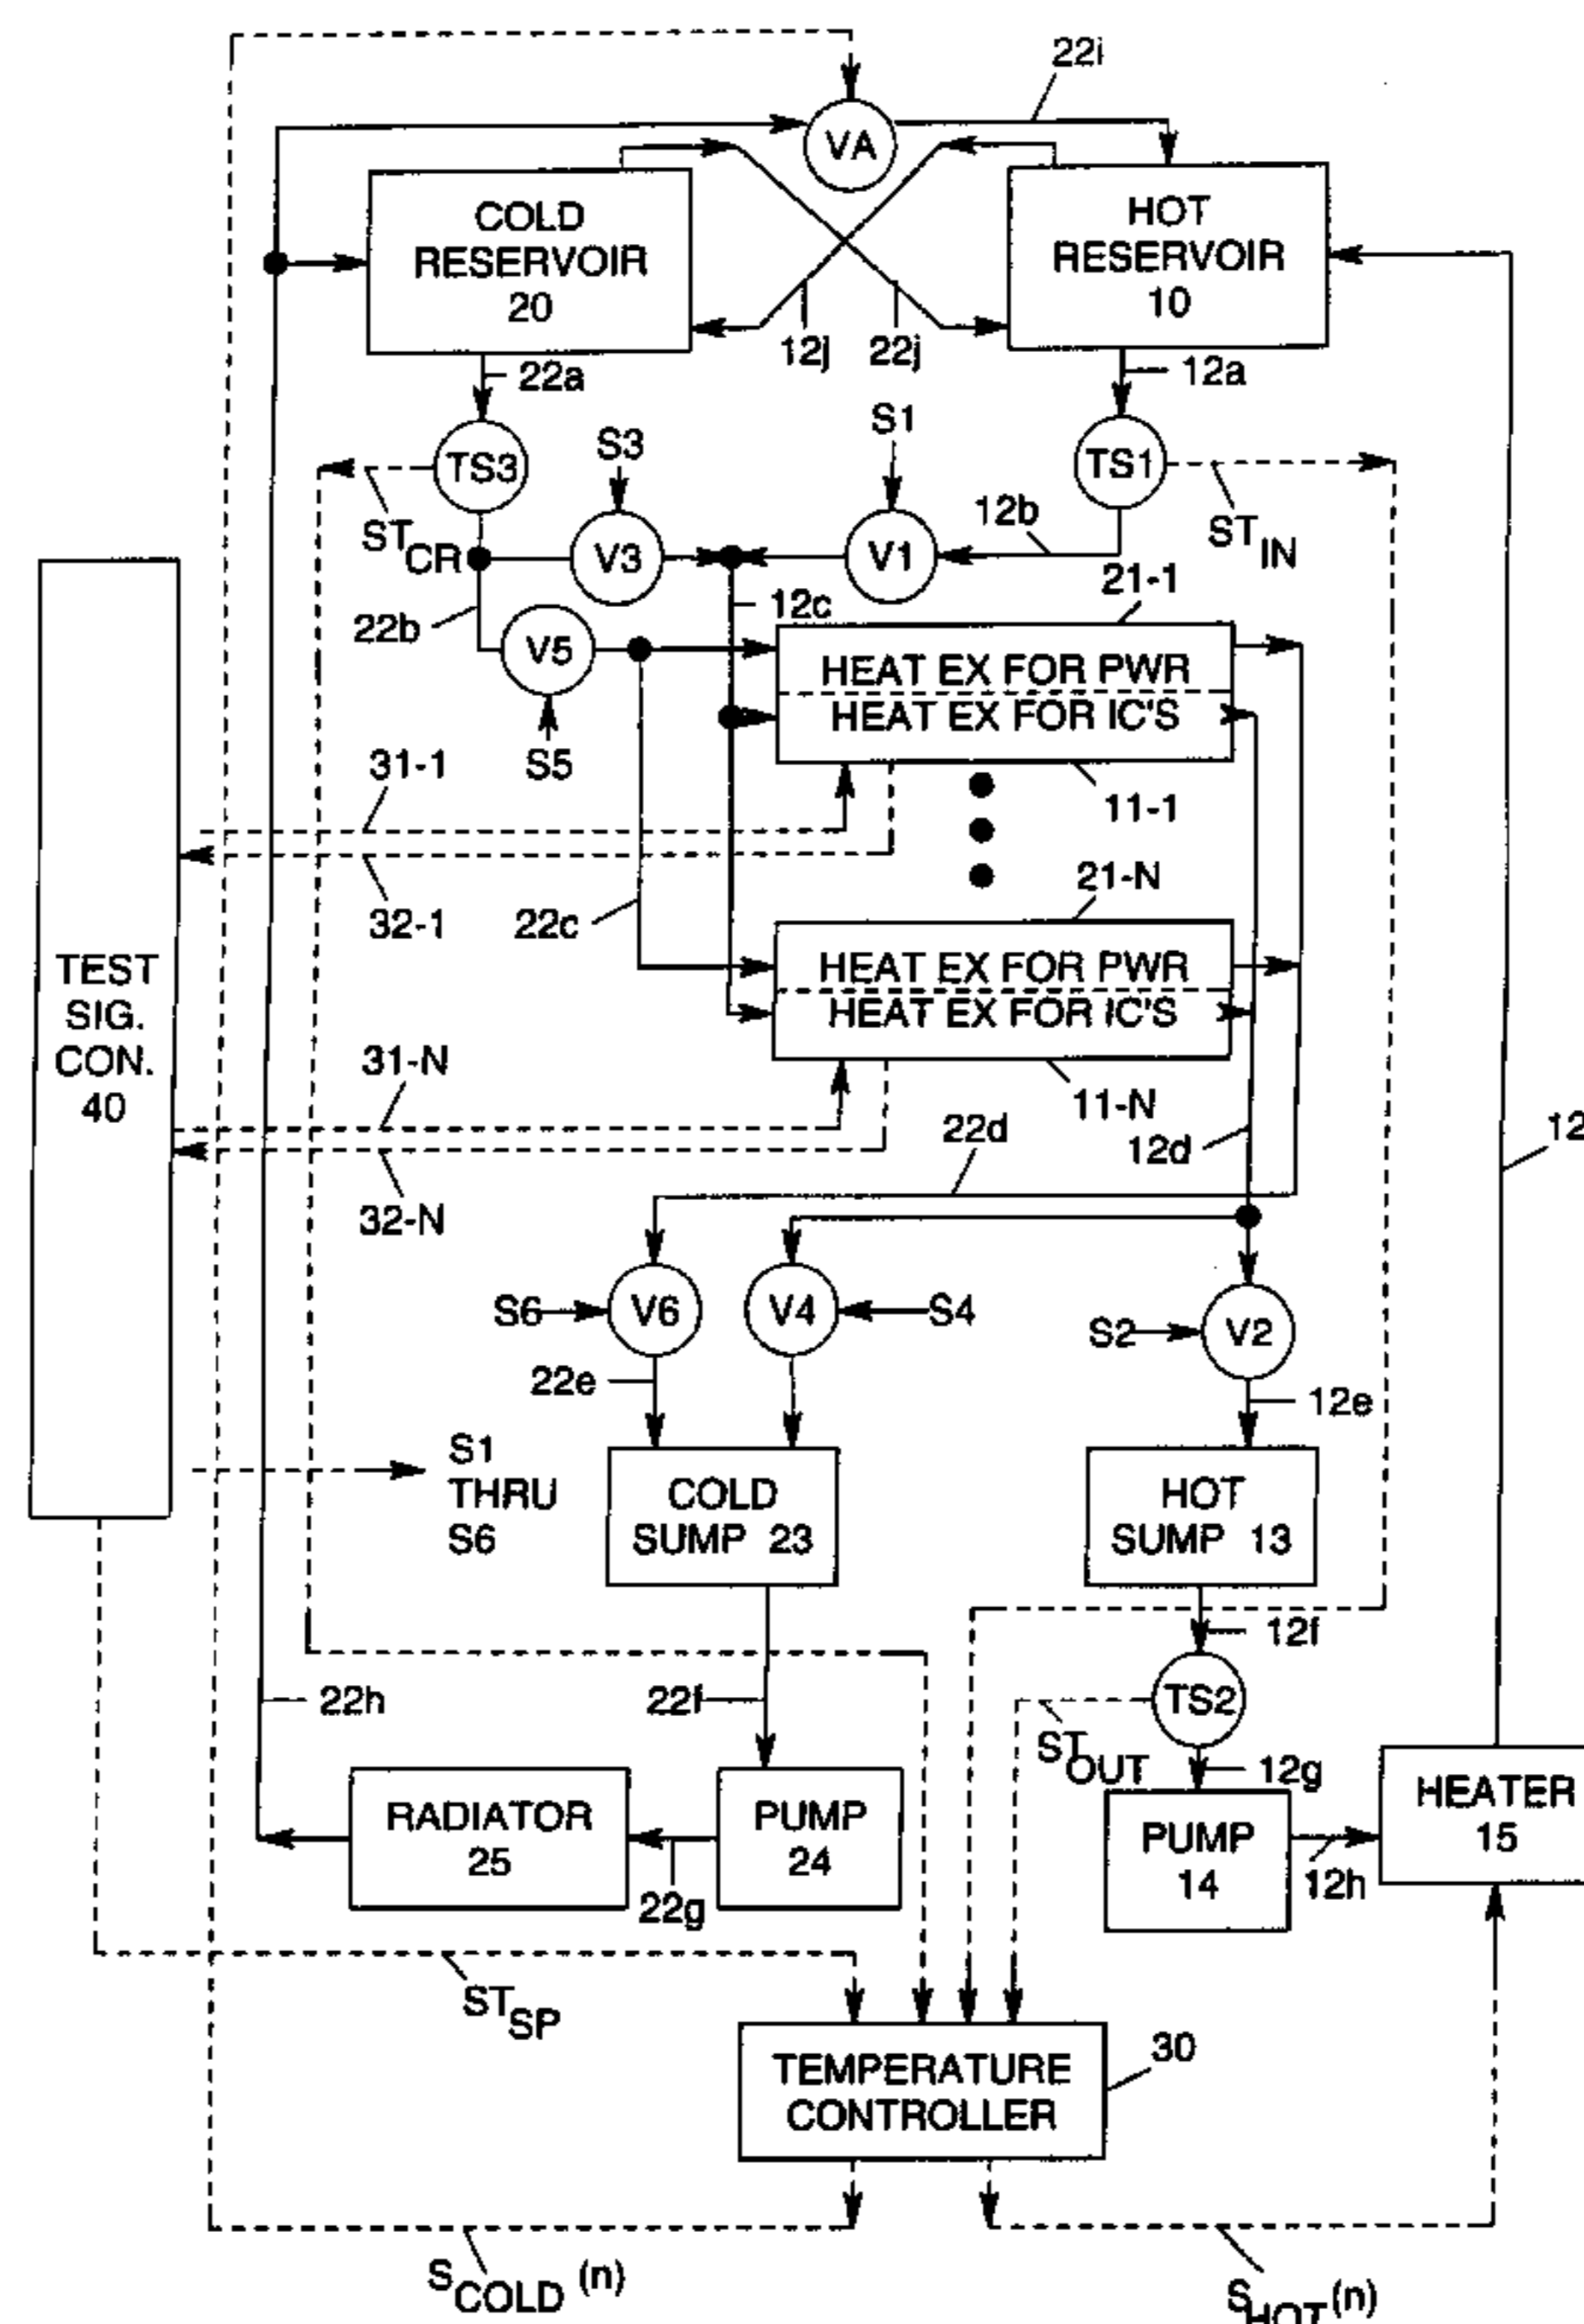 22i
VA
COLD
RESERVOIR
20
HOT
RESERVOIR
10
12j
22j
22a
12a
S3
S1
TS3
TS1
ST CR
V3
V1
12b
ST IN
21-1
22b
V5
12c
HEAT EX FOR PWR
HEAT EX FOR IC'S
S5
31-1
11-1
32-1
22c
21-N
TEST
SIG.
CON.
40
HEAT EX FOR PWR
HEAT EX FOR IC'S
31-N
11-N
22d
12d
12
32-N
S6
V6
V4
S4
S2
V2
22e
12e
S1
THRU
S6
COLD
SUMP 23
HOT
SUMP 13
12f
22h
22f
TS2
ST OUT
12g
RADIATOR
25
PUMP
24
PUMP
14
HEATER
15
22g
12h
ST SP
30
TEMPERATURE
CONTROLLER
S COLD (n)
S HOT (n)